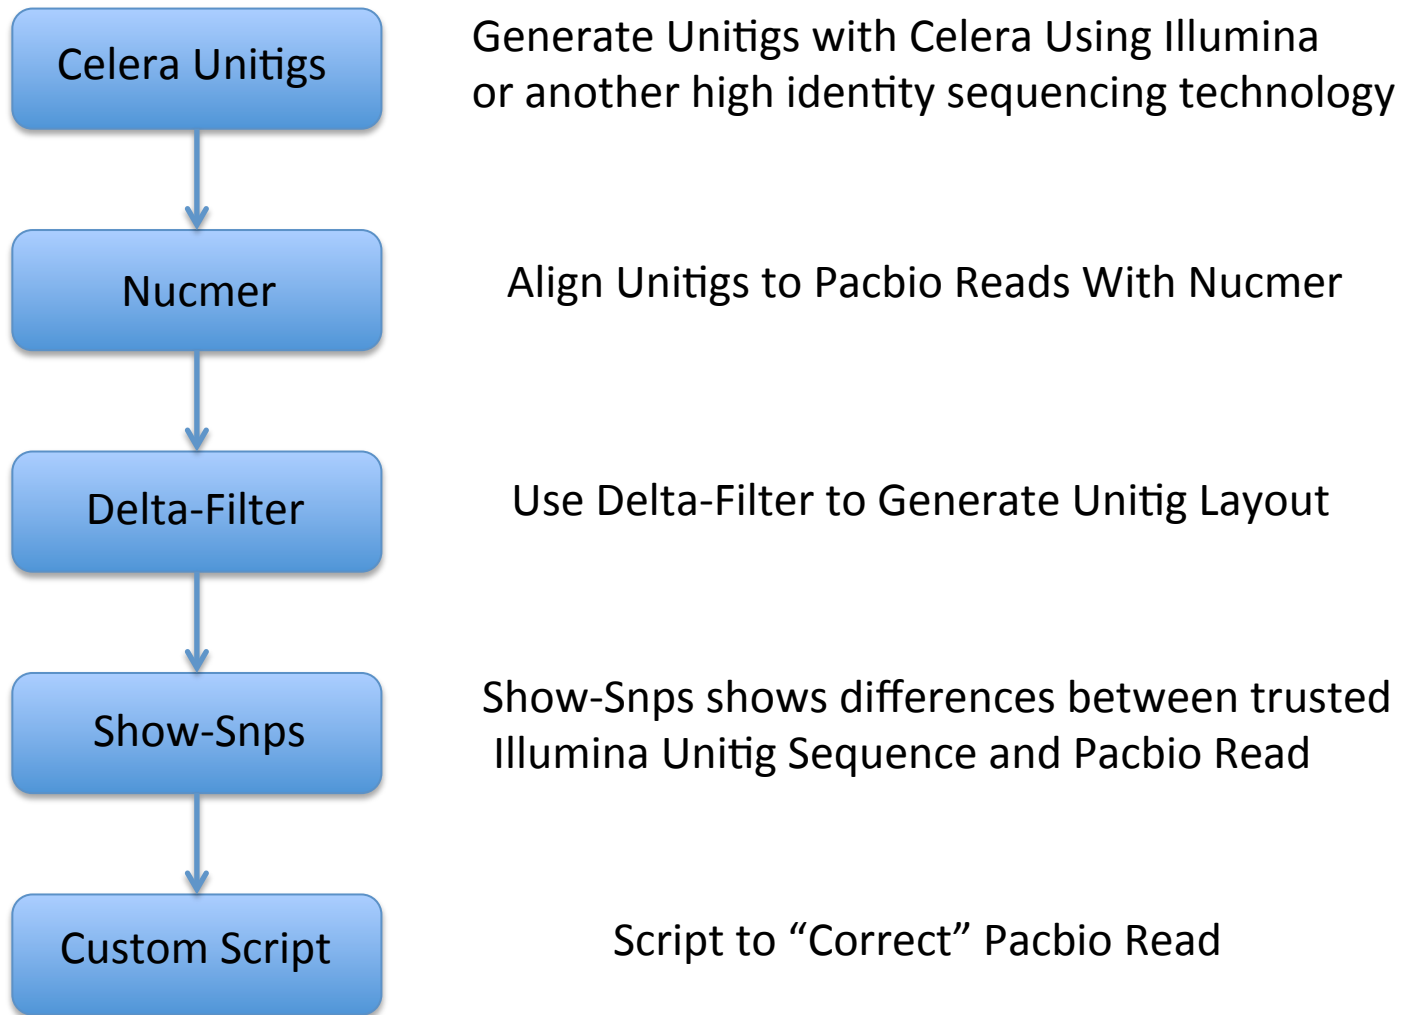 Celera Unitigs
Generate Unitigs with Celera Using Illumina
or another high identity sequencing technology
Nucmer
Align Unitigs to Pacbio Reads With Nucmer
Delta-Filter
Use Delta-Filter to Generate Unitig Layout
Show-Snps
Show-Snps shows differences between trusted
Illumina Unitig Sequence and Pacbio Read
Custom Script
Script to “Correct” Pacbio Read